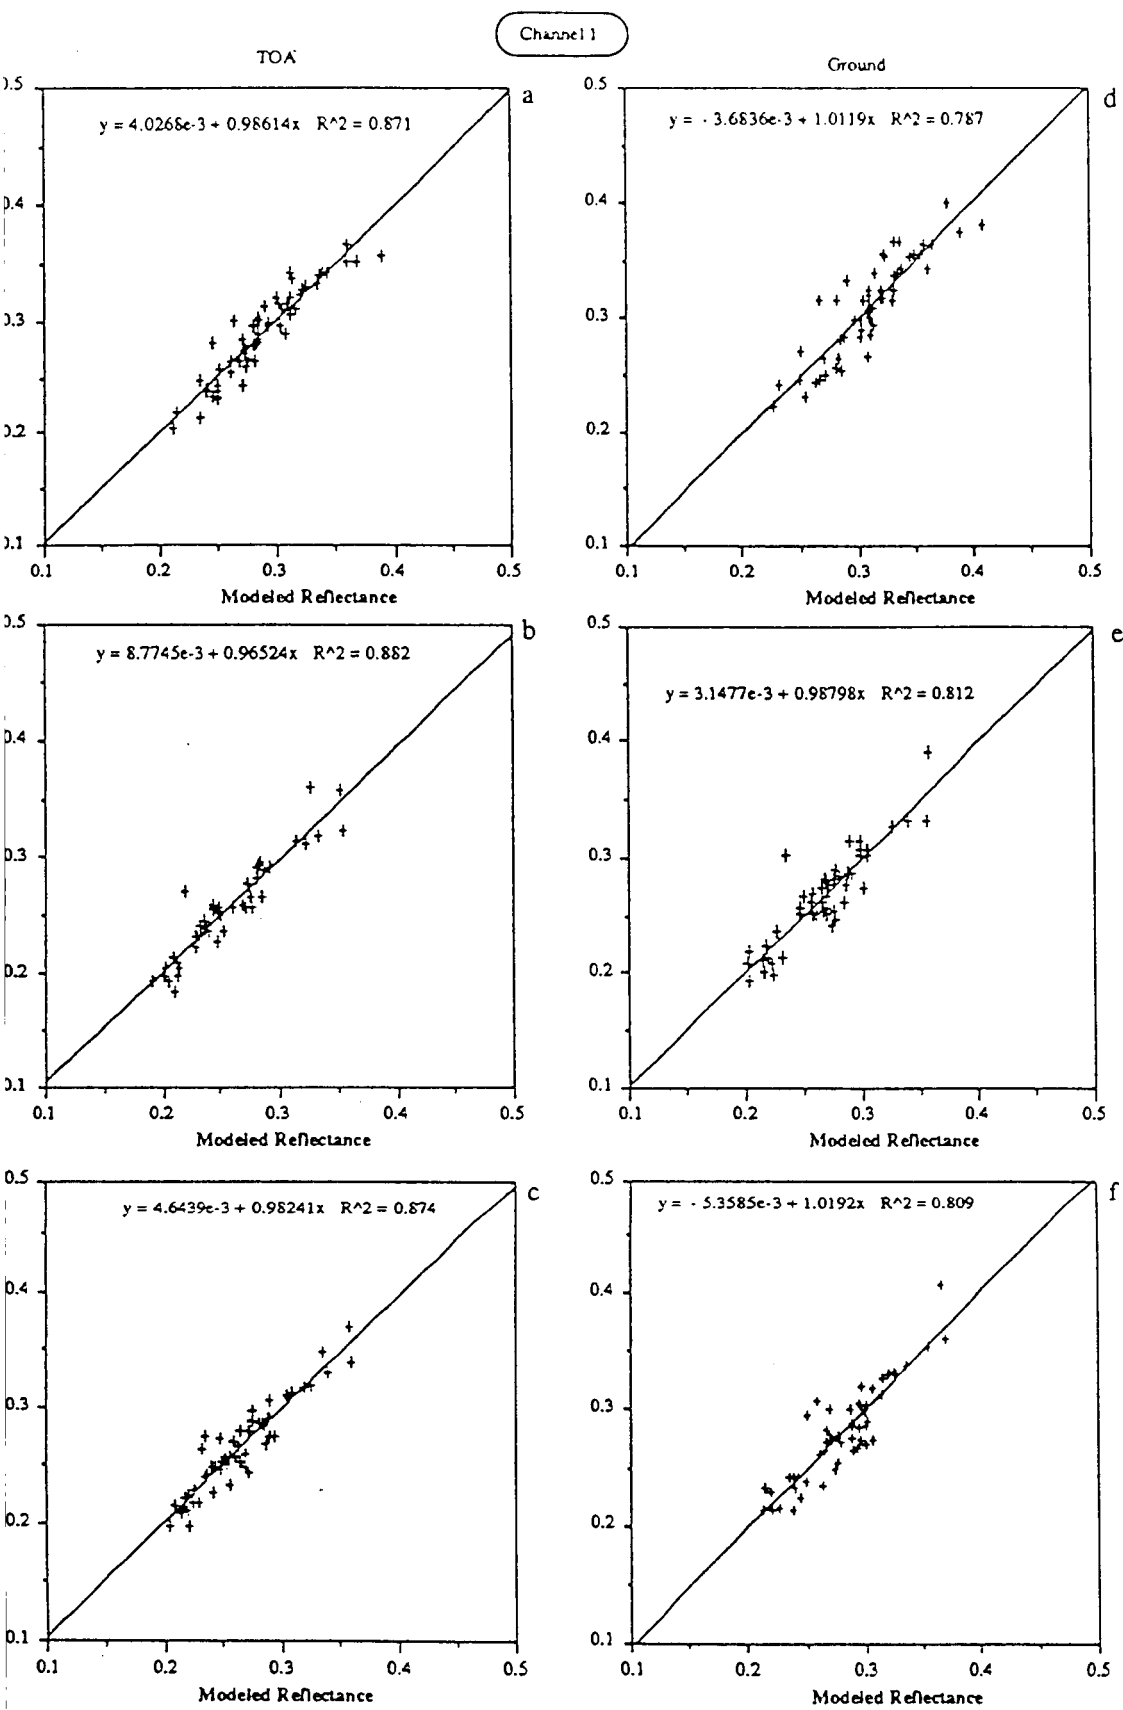 Channel 1
TOA
Ground
a
y = 4.0268e-3 + 0.98614x R^2 = 0.871
0.5
0.4
0.3
0.2
0.1
0.1 0.2 0.3 0.4 0.5
Modeled Reflectance
d
y = - 3.6836e-3 + 1.0119x R^2 = 0.787
0.5
0.4
0.3
0.2
0.1
0.1 0.2 0.3 0.4 0.5
Modeled Reflectance
b
y = 8.7745e-3 + 0.96524x R^2 = 0.882
0.5
0.4
0.3
0.2
0.1
0.1 0.2 0.3 0.4 0.5
Modeled Reflectance
e
y = 3.1477e-3 + 0.98798x R^2 = 0.812
0.5
0.4
0.3
0.2
0.1
0.1 0.2 0.3 0.4 0.5
Modeled Reflectance
c
y = 4.6439e-3 + 0.98241x R^2 = 0.874
0.5
0.4
0.3
0.2
0.1
0.1 0.2 0.3 0.4 0.5
Modeled Reflectance
f
y = - 5.3585e-3 + 1.0192x R^2 = 0.809
0.5
0.4
0.3
0.2
0.1
0.1 0.2 0.3 0.4 0.5
Modeled Reflectance